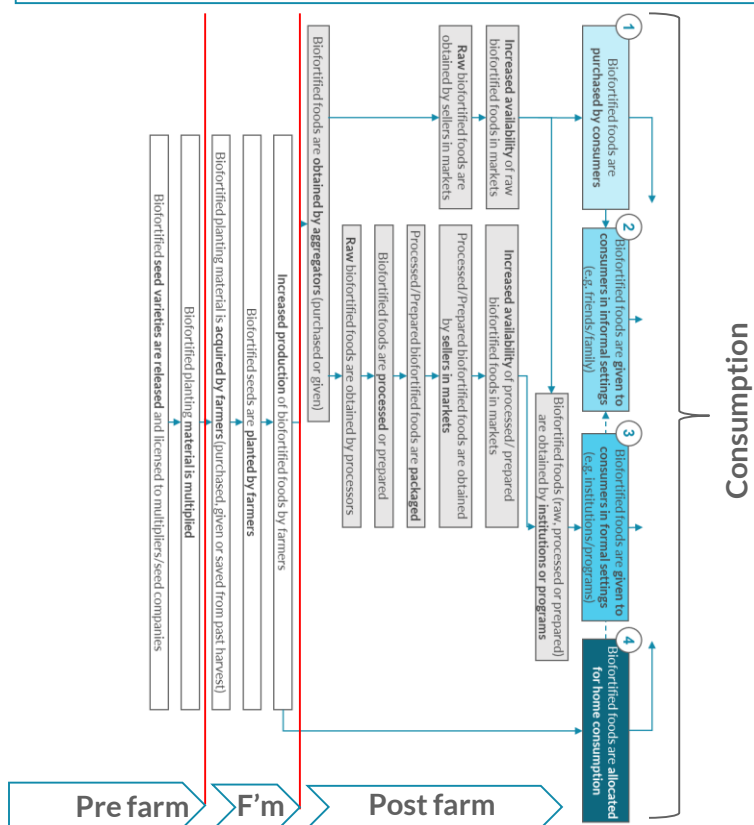 Consumption
1
Biofortified foods are
purchased by consumers
2
Biofortified foods are given to
consumers in informal settings
(e.g. friends/family)
3
Biofortified foods are given to
consumers in formal settings
(e.g. institutions/programs)
4
Biofortified foods are allocated
for home consumption
Biofortified foods (raw, processed or prepared)
are obtained by institutions or programs
Increased availability of raw
biofortified foods in markets
Increased availability of processed/ prepared
biofortified foods in markets
Raw biofortified foods are
obtained by sellers in markets
Processed/Prepared biofortified foods are obtained
by sellers in markets
Processed/Prepared biofortified foods are packaged
Biofortified foods are processed or prepared
Raw biofortified foods are obtained by processors
Biofortified foods are obtained by aggregators (purchased or given)
Increased production of biofortified foods by farmers
Biofortified seeds are planted by farmers
Biofortified planting material is acquired by farmers (purchased, given or saved from past harvest)
Biofortified planting material is multiplied
Biofortified seed varieties are released and licensed to multipliers/seed companies
Pre farm
F'm
Post farm